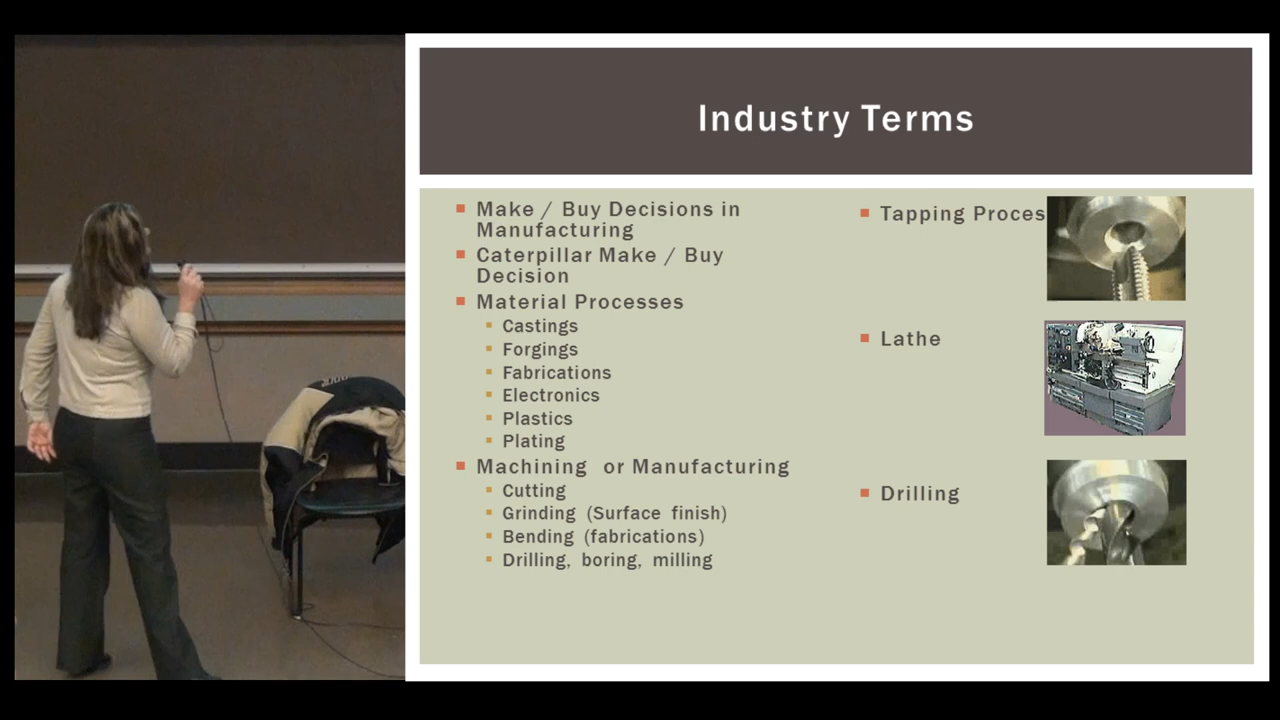 Industry Terms
Make / Buy Decisions in
Manufacturing
Caterpillar Make / Buy
Decision
Material Processes
Castings
Forgings
Fabrications
Electronics
Plastics
Plating
Machining or Manufacturing
Cutting
Grinding (Surface finish)
Bending (fabrications)
Drilling, boring, milling
Tapping Proces
Lathe
Drilling